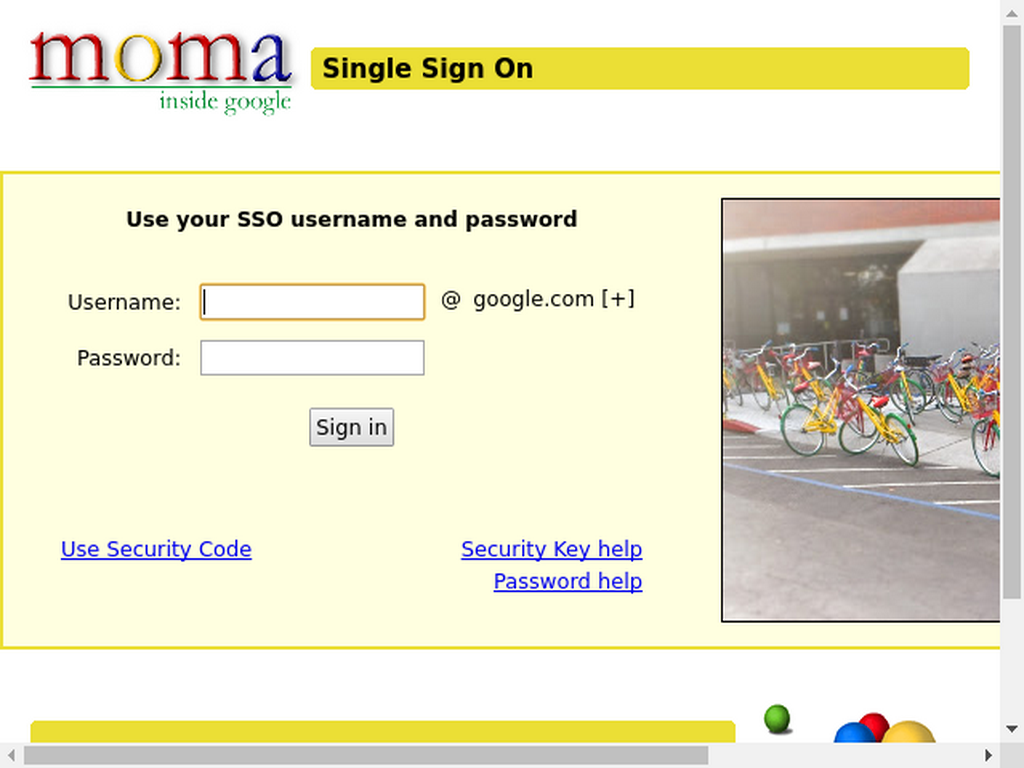 moma
inside google
Single Sign On
Use your SSO username and password
Username:
@ google.com [+]
Password:
Sign in
Use Security Code
Security Key help
Password help